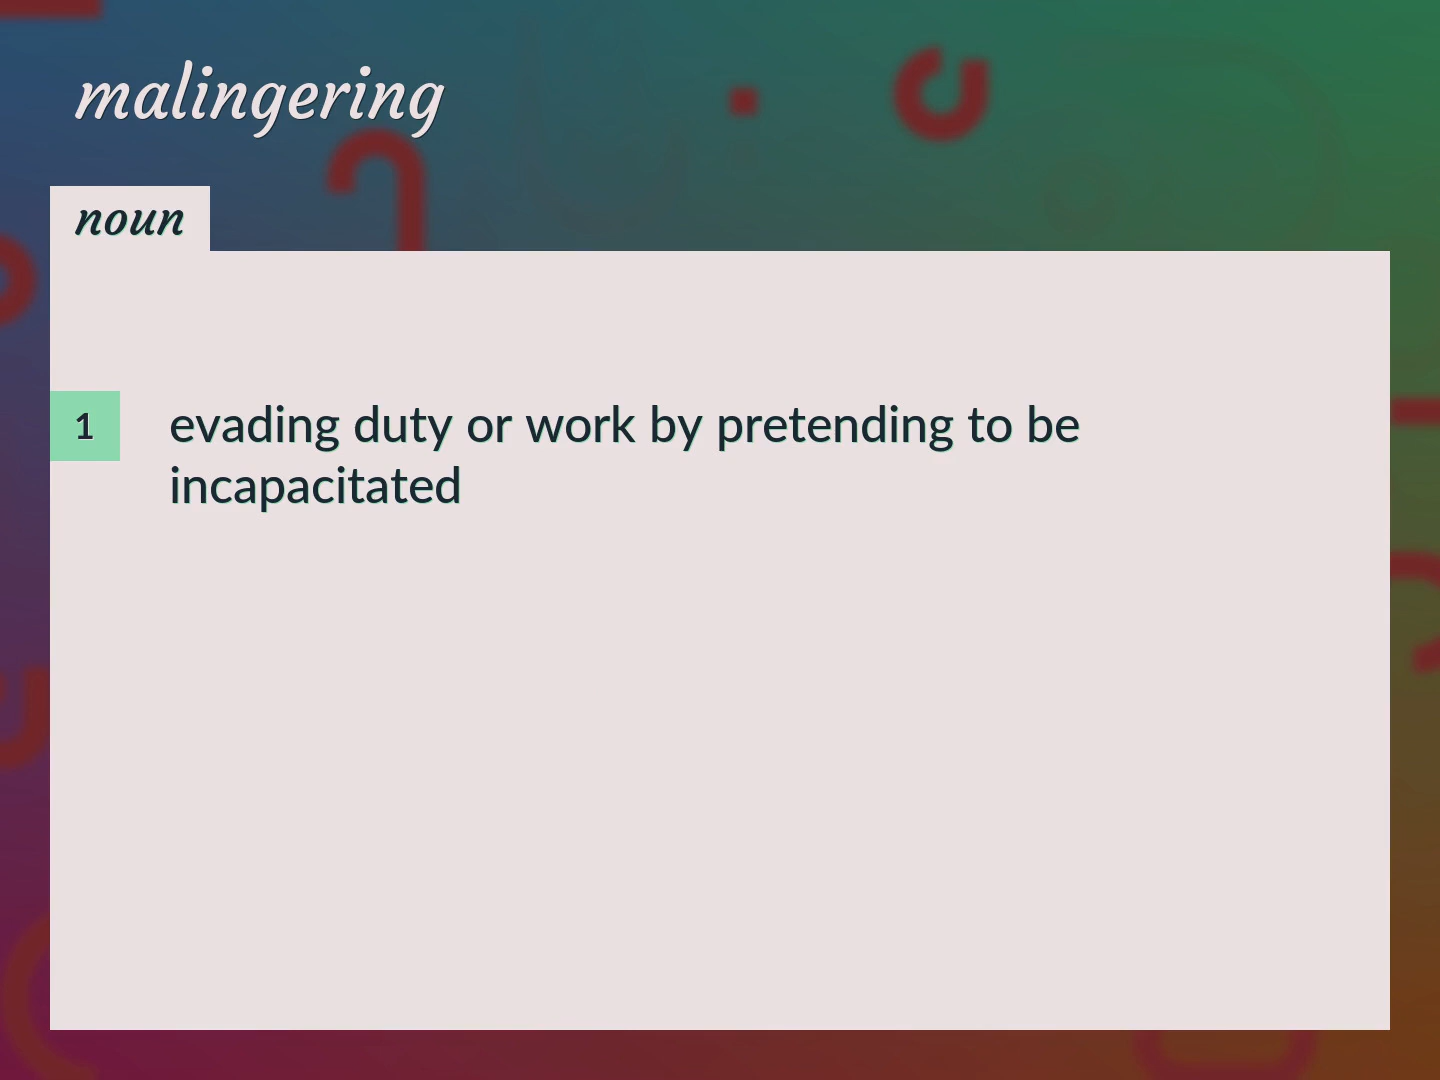 malingering
noun
1 evading duty or work by pretending to be
incapacitated